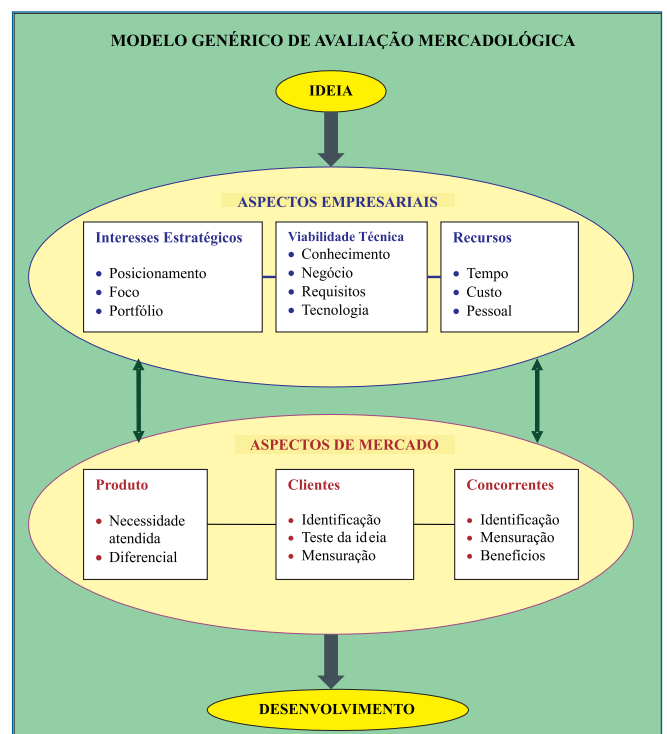 MODELO GENÉRICO DE AVALIAÇÃO MERCADOLÓGICA
IDEIA
ASPECTOS EMPRESARIAIS
Interesses Estratégicos
• Posicionamento
• Foco
• Portfólio
Viabilidade Técnica
• Conhecimento
• Negócio
• Requisitos
• Tecnologia
Recursos
• Tempo
• Custo
• Pessoal
ASPECTOS DE MERCADO
Produto
• Necessidade
atendida
• Diferencial
Clientes
• Identificação
• Teste da ideia
• Mensuração
Concorrentes
• Identificação
• Mensuração
• Benefícios
DESENVOLVIMENTO